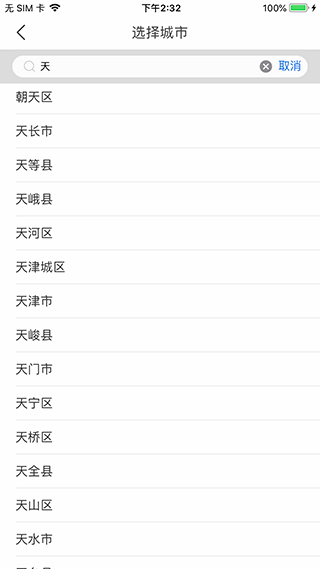 无 SIM 卡 下午2:32 100%
选择城市
天 取消
朝天区
天长市
天等县
天峨县
天河区
天津城区
天津市
天峻县
天门市
天宁区
天桥区
天全县
天山区
天水市